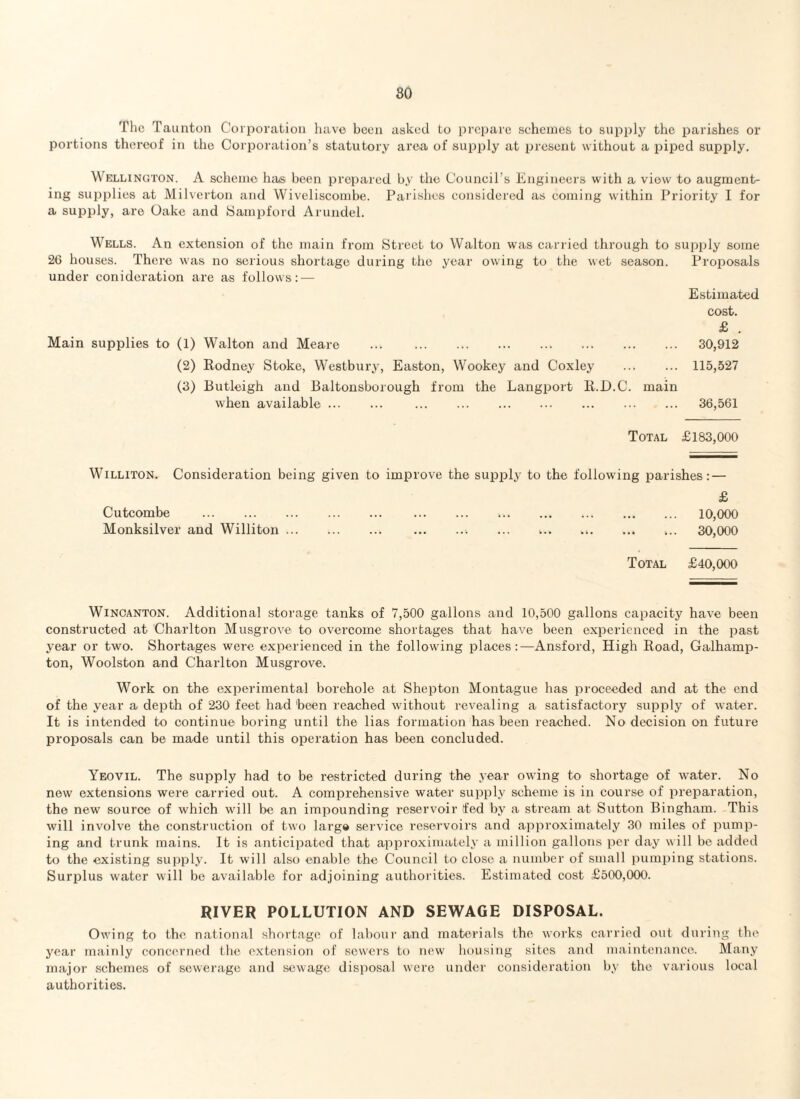 80
The Taunton Corporation have been asked to prepare schemes to supply the parishes or
portions thereof in the Corporation's statutory area of supply at present without a piped supply.
WELLINGTON. A scheme has been prepared by the Council's Engineers with a view to augment-
ing supplies at Milverton and Wiveliscombe. Parishes considered as coming within Priority I for
a supply, are Oake and Sampford Arundel.
WELLS. An extension of the main from Street to Walton was carried through to supply some
26 houses. There was no serious shortage during the year owing to the wet season. Proposals
under conideration are as follows:—
Estimated
cost.
£ .
Main supplies to (1) Walton and Meare ... ... ... ... ... ... ... ... 30,912
(2) Rodney Stoke, Westbury, Easton, Wookey and Coxley ... ... 115,527
(3) Butleigh and Baltonsborough from the Langport R.D.C. main
when available ... ... ... ... ... ... ... ... ... 36,561
TOTAL £183,000
WILLITON. Consideration being given to improve the supply to the following parishes:—
£
Cutcombe ... ... ... ... ... ... ... ... ... ... ... ... 10,000
Monksilver and Williton ... ... ... ... ... ... ... ... ... ... 30,000
TOTAL £40,000
WINCANTON. Additional storage tanks of 7,500 gallons and 10,500 gallons capacity have been
constructed at Charlton Musgrove to overcome shortages that have been experienced in the past
year or two. Shortages were experienced in the following places:—Ansford, High Road, Galhamp-
ton, Woolston and Charlton Musgrove.
Work on the experimental borehole at Shepton Montague has proceeded and at the end
of the year a depth of 230 feet had been reached without revealing a satisfactory supply of water.
It is intended to continue boring until the lias formation has been reached. No decision on future
proposals can be made until this operation has been concluded.
YEOVIL. The supply had to be restricted during the year owing to shortage of water. No
new extensions were carried out. A comprehensive water supply scheme is in course of preparation,
the new source of which will be an impounding reservoir fed by a stream at Sutton Bingham. This
will involve the construction of two large service reservoirs and approximately 30 miles of pump-
ing and trunk mains. It is anticipated that approximately a million gallons per day will be added
to the existing supply. It will also enable the Council to close a number of small pumping stations.
Surplus water will be available for adjoining authorities. Estimated cost £500,000.
RIVER POLLUTION AND SEWAGE DISPOSAL.
Owing to the national shortage of labour and materials the works carried out during the
year mainly concerned the extension of sewers to new housing sites and maintenance. Many
major schemes of sewerage and sewage disposal were under consideration by the various local
authorities.